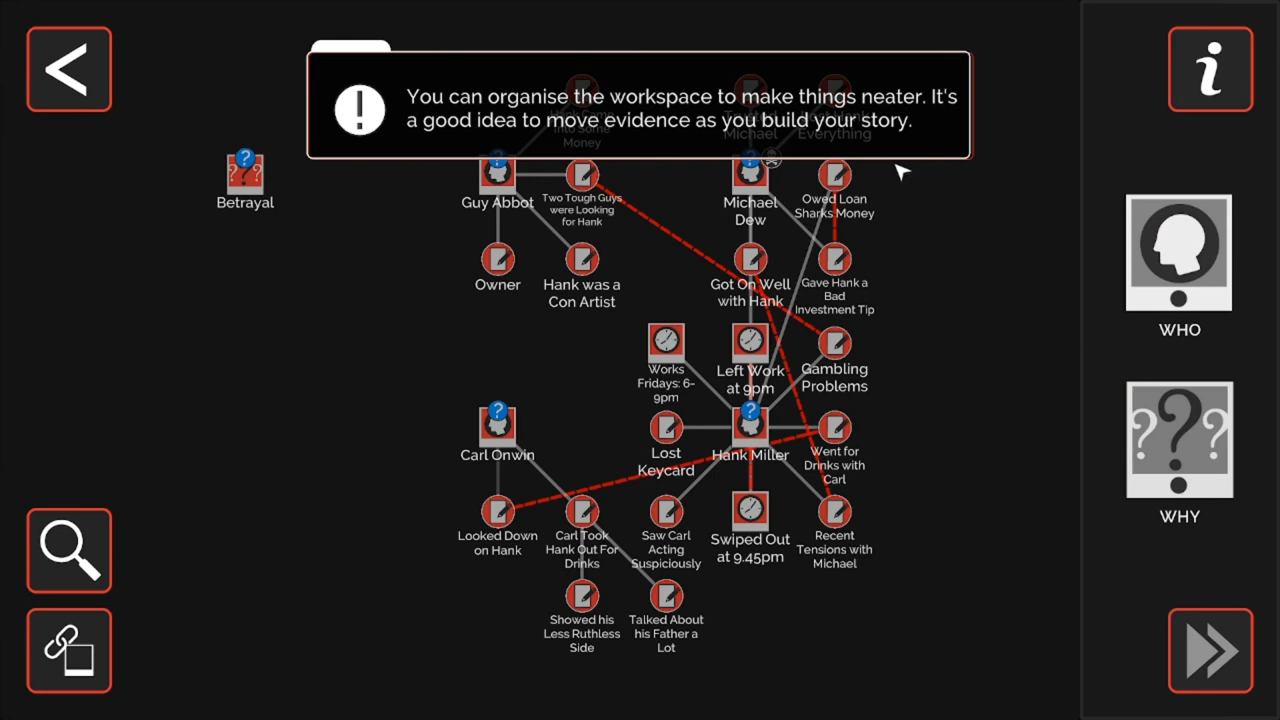 You can organise the workspace to make things neater. It's
a good idea to move evidence as you build your story.
Into Some
Money
Michael
Everything
Betrayal
Guy Abbot
Two Tough Guys
were Looking
for Hank
Michael
Dew
Owed Loan
Sharks Money
Owner
Hank was a
Con Artist
Got On Well
with Hank
Gave Hank a
Bad
Investment Tip
Works
Fridays: 6-
9pm
Left Work
at 9pm
Gambling
Problems
Carl Onwin
Lost
Keycard
Hank Miller
Went for
Drinks with
Carl
Looked Down
on Hank
Carl Took
Hank Out For
Drinks
Saw Carl
Acting
Suspiciously
Swiped Out
at 9.45pm
Recent
Tensions with
Michael
Showed his
Less Ruthless
Side
Talked About
his Father a
Lot
WHO
WHY